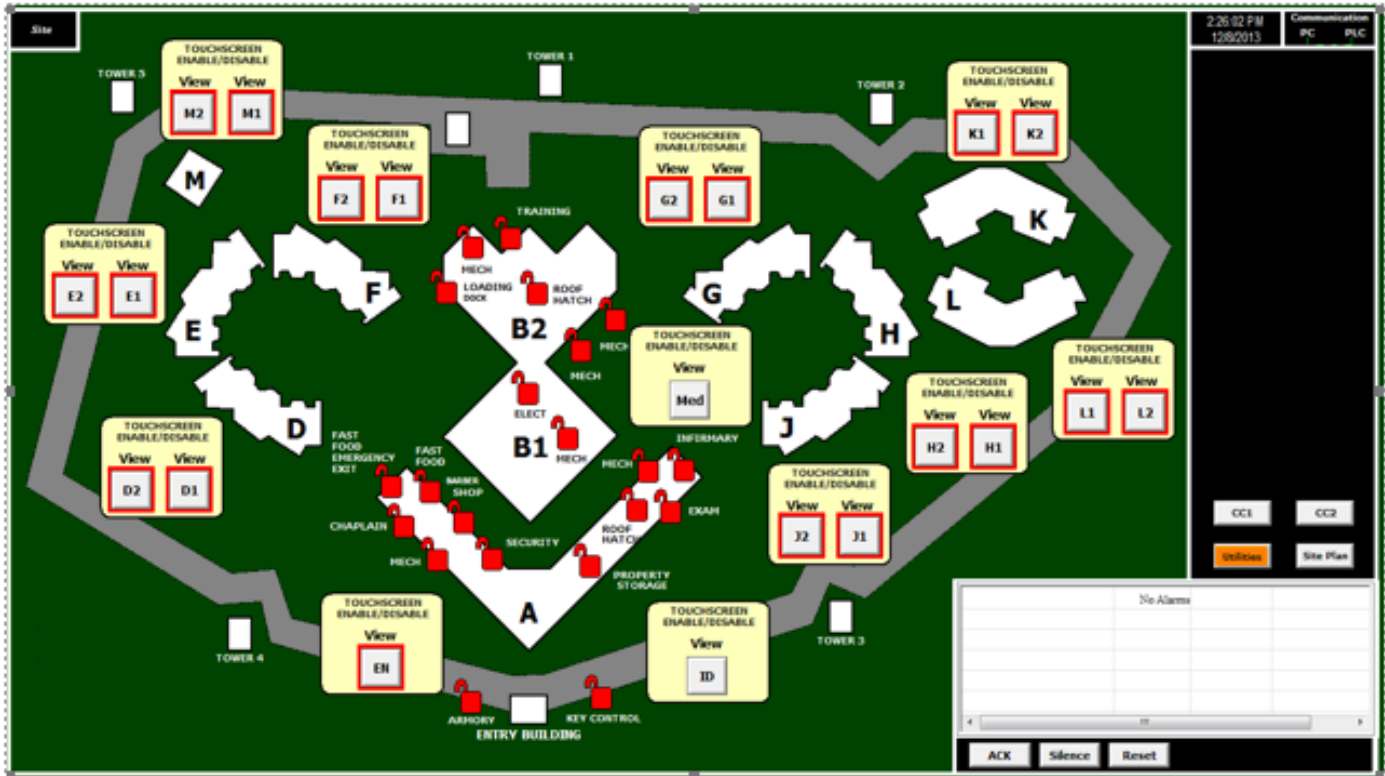 Site
2:26:02 PM
12/8/2013
Communication
PC PLC
TOWER 5
TOUCHSCREEN
ENABLE/DISABLE
View View
M2 M1
TOWER 1
TOWER 2
TOUCHSCREEN
ENABLE/DISABLE
View View
K1 K2
M
TOUCHSCREEN
ENABLE/DISABLE
View View
F2 F1
TOUCHSCREEN
ENABLE/DISABLE
View View
G2 G1
K
TOUCHSCREEN
ENABLE/DISABLE
View View
E2 E1
E
F
TRAINING
MECH
LOADING
DOCK
ROOF
HATCH
B2
MECH
MECH
G
H
L
TOUCHSCREEN
ENABLE/DISABLE
View
Med
TOUCHSCREEN
ENABLE/DISABLE
View View
L1 L2
TOUCHSCREEN
ENABLE/DISABLE
View View
H2 H1
D
ELECT
B1
MECH
J
TOUCHSCREEN
ENABLE/DISABLE
View View
D2 D1
FAST
FOOD
EMERGENCY
EXIT
FAST
FOOD
BARBER
SHOP
CHAPLAIN
MECH
SECURITY
INFIRMARY
MECH
EXAM
ROOF
HATCH
PROPERTY
STORAGE
A
TOUCHSCREEN
ENABLE/DISABLE
View View
J2 J1
CC1 CC2
Utilities Site Plan
TOWER 4
TOUCHSCREEN
ENABLE/DISABLE
View
EN
TOUCHSCREEN
ENABLE/DISABLE
View
ID
TOWER 3
ARMORY
KEY CONTROL
ENTRY BUILDING
No Alarms
ACK Silence Reset